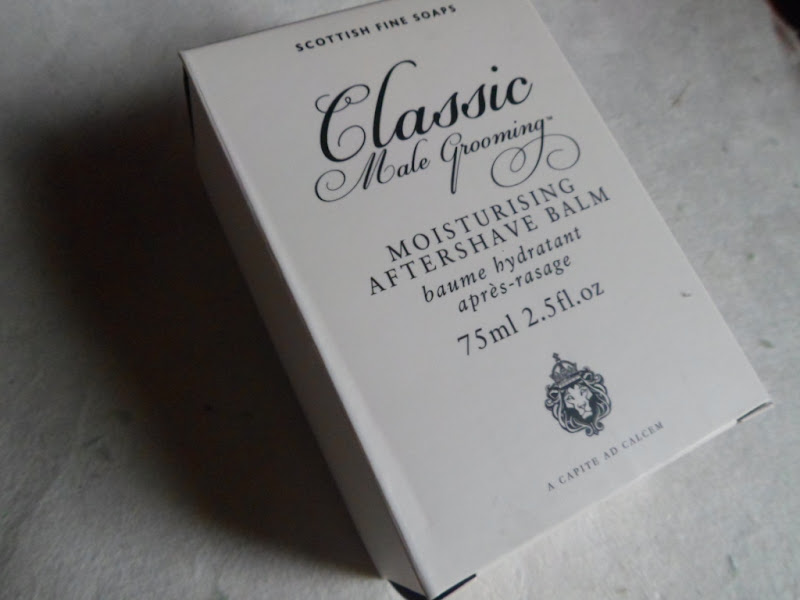 SCOTTISH FINE SOAPS
Classic
Male Grooming™
MOISTURISING
AFTERSHAVE BALM
baume hydratant
après-rasage
75ml 2.5fl.oz
A CAPITE AD CALCEM